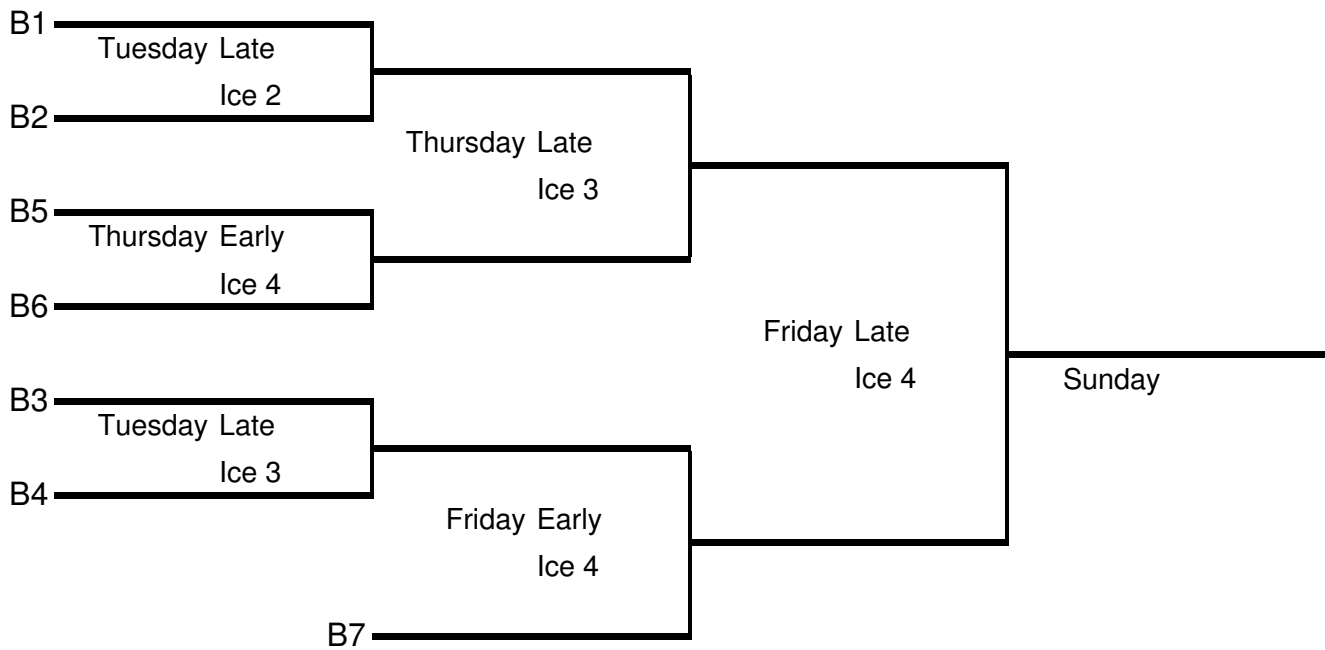 B1
Tuesday Late
Ice 2
B2
Thursday Late
Ice 3
B5
Thursday Early
Ice 4
B6
Friday Late
Ice 4
Sunday
B3
Tuesday Late
Ice 3
B4
Friday Early
Ice 4
B7